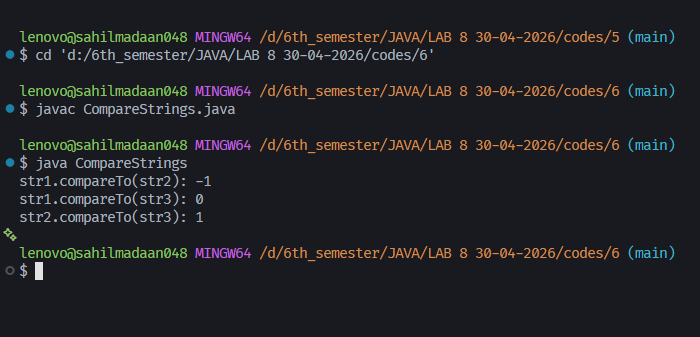 lenovo@sahilmadaan048 MINGW64 /d/6th_semester/JAVA/LAB 8 30-04-2026/codes/5 (main)
$ cd 'd:/6th_semester/JAVA/LAB 8 30-04-2026/codes/6'
lenovo@sahilmadaan048 MINGW64 /d/6th_semester/JAVA/LAB 8 30-04-2026/codes/6 (main)
$ javac CompareStrings.java
lenovo@sahilmadaan048 MINGW64 /d/6th_semester/JAVA/LAB 8 30-04-2026/codes/6 (main)
$ java CompareStrings
str1.compareTo(str2): -1
str1.compareTo(str3): 0
str2.compareTo(str3): 1
lenovo@sahilmadaan048 MINGW64 /d/6th_semester/JAVA/LAB 8 30-04-2026/codes/6 (main)
$